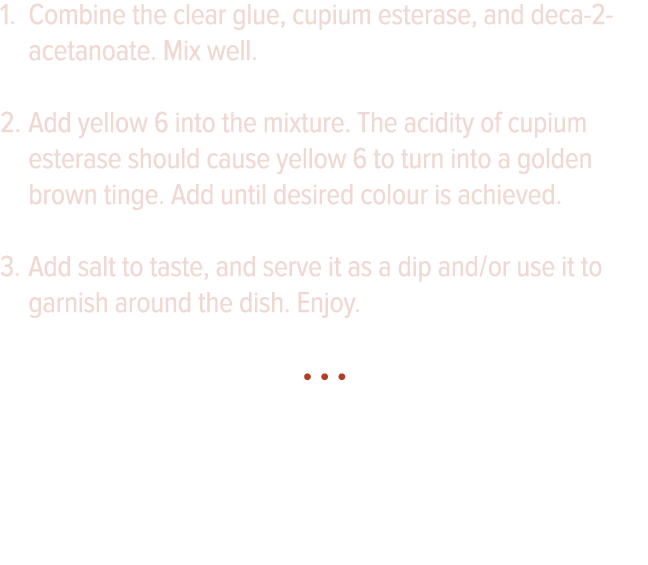 1. Combine the clear glue, cupium esterase, and deca-2-
acetanoate. Mix well.
2. Add yellow 6 into the mixture. The acidity of cupium
esterase should cause yellow 6 to turn into a golden
brown tinge. Add until desired colour is achieved.
3. Add salt to taste, and serve it as a dip and/or use it to
garnish around the dish. Enjoy.
• • •